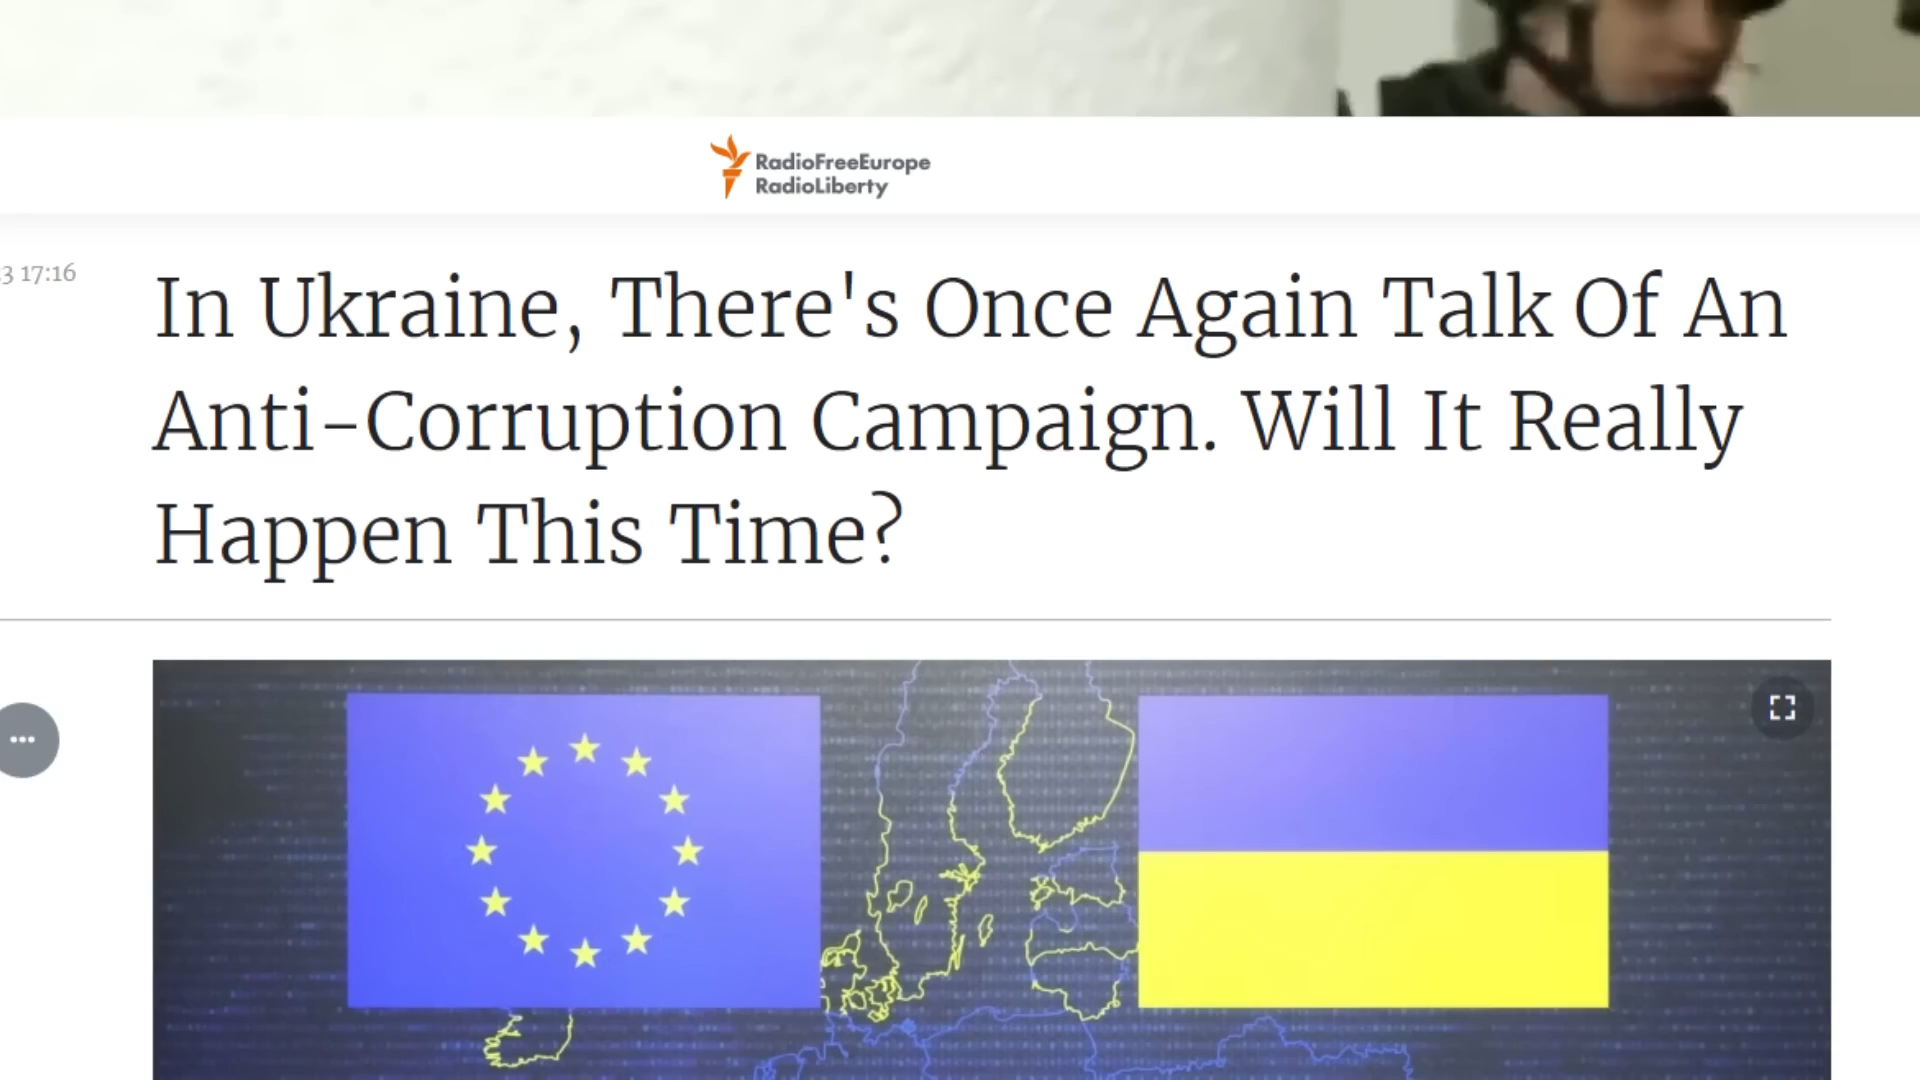 RadioFreeEurope
RadioLiberty
3 17:16
In Ukraine, There's Once Again Talk Of An
Anti-Corruption Campaign. Will It Really
Happen This Time?